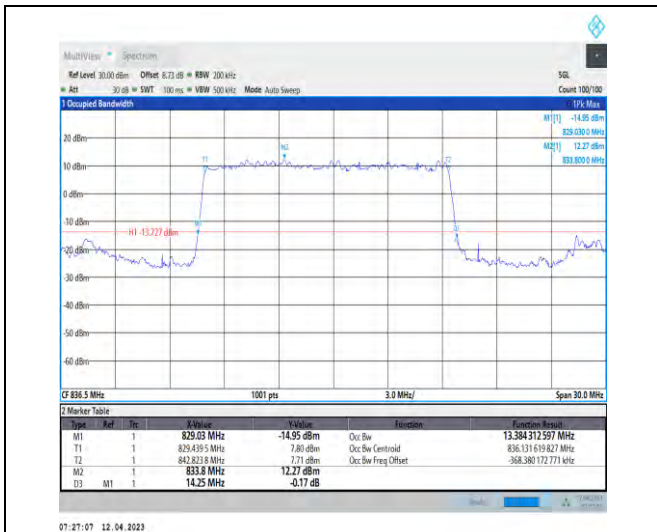 MultiView Spectrum
Ref Level 30.00 dBm Offset 8.73 dB RBW 200 kHz SGL
Att 30 dB SWT 100 ms VBW 500 kHz Mode Auto Sweep Count 100/100
1 Occupied Bandwidth 1Pk Max
M1[1] -14.95 dBm
829.030 0 MHz
M2[1] 12.27 dBm
833.800 0 MHz
20 dBm
10 dBm
0 dBm
-10 dBm
-20 dBm
-30 dBm
-40 dBm
-50 dBm
-60 dBm
T1
M2
T2
M1
H1 -13.727 dBm
CF 836.5 MHz 1001 pts 3.0 MHz/ Span 30.0 MHz
2 Marker Table
Type Ref Trc X-Value Y-Value Function Function Result
M1 1 829.03 MHz -14.95 dBm Occ Bw 13.384 312 597 MHz
T1 1 829.439 5 MHz 7.80 dBm Occ Bw Centroid 836.131 619 827 MHz
T2 1 842.823 8 MHz 7.71 dBm Occ Bw Freq Offset -368.380 172 771 kHz
M2 1 833.8 MHz 12.27 dBm
D3 M1 1 14.25 MHz -0.17 dB
07:27:07 12.04.2023